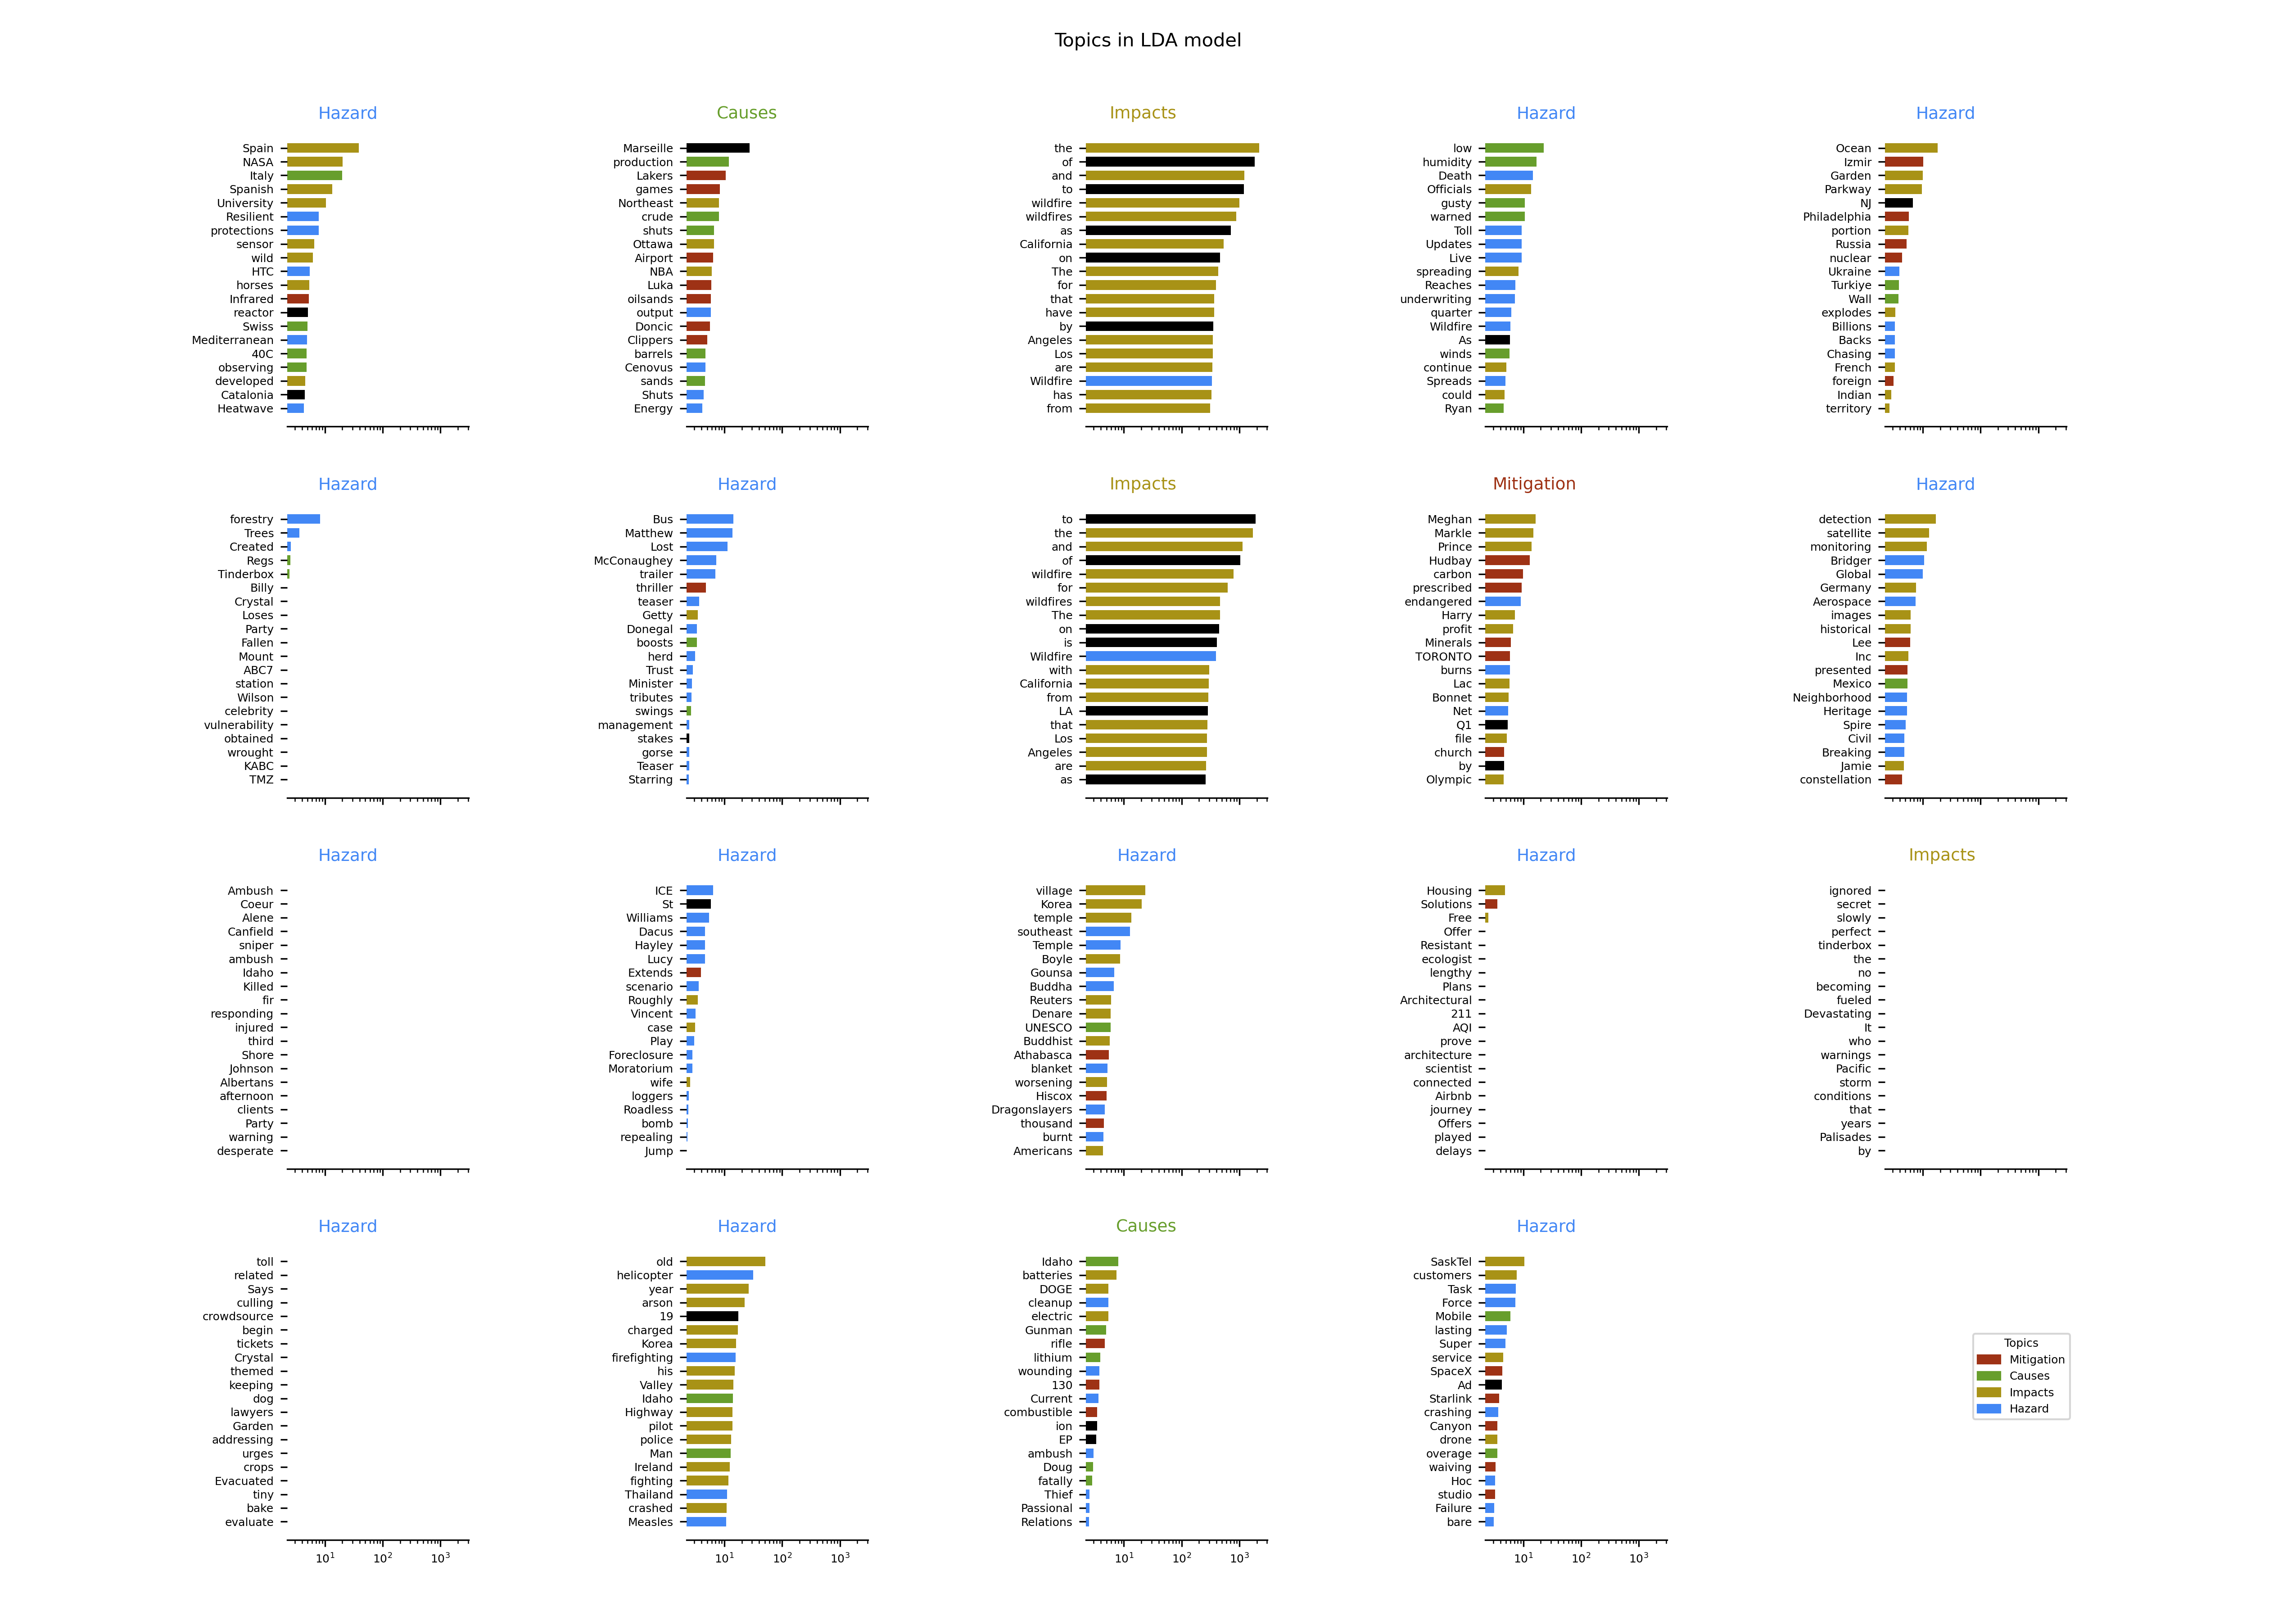 Topics in LDA model
Hazard
Spain
NASA
Italy
Spanish
University
Resilient
protections
sensor
wild
HTC
horses
Infrared
reactor
Swiss
Mediterranean
40C
observing
developed
Catalonia
Heatwave
Causes
Marseille
production
Lakers
games
Northeast
crude
shuts
Ottawa
Airport
NBA
Luka
oilsands
output
Doncic
Clippers
barrels
Cenovus
sands
Shuts
Energy
Impacts
the
of
and
to
wildfire
wildfires
as
California
on
The
for
that
have
by
Angeles
Los
are
Wildfire
has
from
Hazard
low
humidity
Death
Officials
gusty
warned
Toll
Updates
Live
spreading
Reaches
underwriting
quarter
Wildfire
As
winds
continue
Spreads
could
Ryan
Hazard
Ocean
Izmir
Garden
Parkway
NJ
Philadelphia
portion
Russia
nuclear
Ukraine
Turkiye
Wall
explodes
Billions
Backs
Chasing
French
foreign
Indian
territory
Hazard
forestry
Trees
Created
Regs
Tinderbox
Billy
Crystal
Loses
Party
Fallen
Mount
ABC7
station
Wilson
celebrity
vulnerability
obtained
wrought
KABC
TMZ
Hazard
Bus
Matthew
Lost
McConaughey
trailer
thriller
teaser
Getty
Donegal
boosts
herd
Trust
Minister
tributes
swings
management
stakes
gorse
Teaser
Starring
Impacts
to
the
and
of
wildfire
for
wildfires
The
on
is
Wildfire
with
California
from
LA
that
Los
Angeles
are
as
Mitigation
Meghan
Markle
Prince
Hudbay
carbon
prescribed
endangered
Harry
profit
Minerals
TORONTO
burns
Lac
Bonnet
Net
Q1
file
church
by
Olympic
Hazard
detection
satellite
monitoring
Bridger
Global
Germany
Aerospace
images
historical
Lee
Inc
presented
Mexico
Neighborhood
Heritage
Spire
Civil
Breaking
Jamie
constellation
Hazard
Ambush
Coeur
Alene
Canfield
sniper
ambush
Idaho
Killed
fir
responding
injured
third
Shore
Johnson
Albertans
afternoon
clients
Party
warning
desperate
Hazard
ICE
St
Williams
Dacus
Hayley
Lucy
Extends
scenario
Roughly
Vincent
case
Play
Foreclosure
Moratorium
wife
loggers
Roadless
bomb
repealing
Jump
Hazard
village
Korea
temple
southeast
Temple
Boyle
Gounsa
Buddha
Reuters
Denare
UNESCO
Buddhist
Athabasca
blanket
worsening
Hiscox
Dragonslayers
thousand
burnt
Americans
Hazard
Housing
Solutions
Free
Offer
Resistant
ecologist
lengthy
Plans
Architectural
211
AQI
prove
architecture
scientist
connected
Airbnb
journey
Offers
played
delays
Impacts
ignored
secret
slowly
perfect
tinderbox
the
no
becoming
fueled
Devastating
It
who
warnings
Pacific
storm
conditions
that
years
Palisades
by
Hazard
toll
related
Says
culling
crowdsource
begin
tickets
Crystal
themed
keeping
dog
lawyers
Garden
addressing
urges
crops
Evacuated
tiny
bake
evaluate
10¹ 10² 10³
Hazard
old
helicopter
year
arson
19
charged
Korea
firefighting
his
Valley
Idaho
Highway
pilot
police
Man
Ireland
fighting
Thailand
crashed
Measles
10¹ 10² 10³
Causes
Idaho
batteries
DOGE
cleanup
electric
Gunman
rifle
lithium
wounding
130
Current
combustible
ion
EP
ambush
Doug
fatally
Thief
Passional
Relations
10¹ 10² 10³
Hazard
SaskTel
customers
Task
Force
Mobile
lasting
Super
service
SpaceX
Ad
Starlink
crashing
Canyon
drone
overage
waiving
Hoc
studio
Failure
bare
10¹ 10² 10³
Topics
Mitigation
Causes
Impacts
Hazard